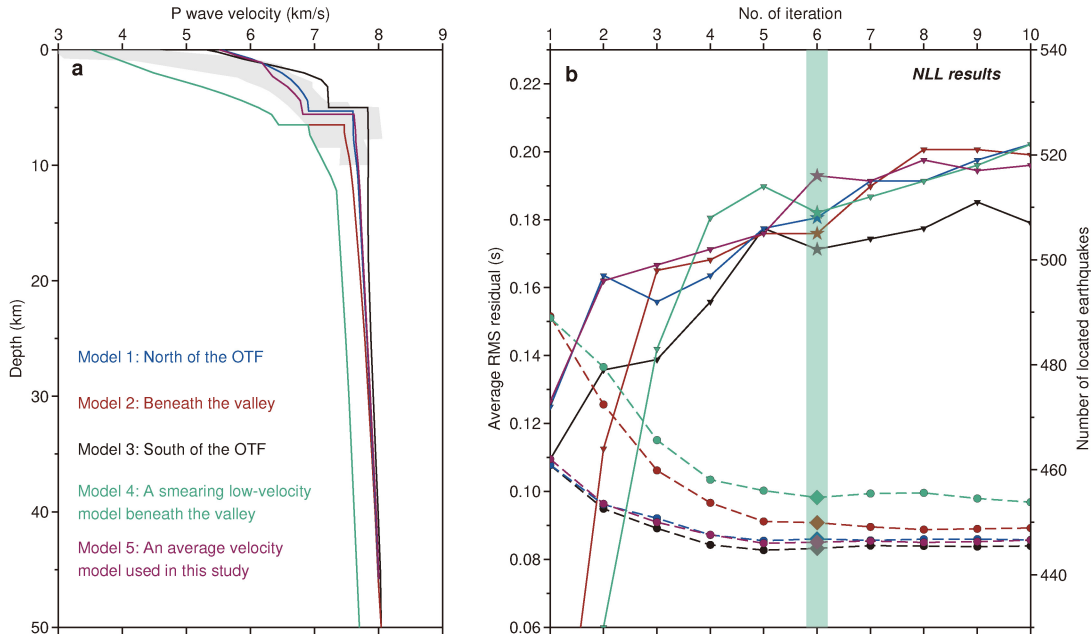 P wave velocity (km/s)
3 4 5 6 7 8 9
0
10
20
30
40
50
Depth (km)
a
Model 1: North of the OTF
Model 2: Beneath the valley
Model 3: South of the OTF
Model 4: A smearing low-velocity
model beneath the valley
Model 5: An average velocity
model used in this study
No. of iteration
1 2 3 4 5 6 7 8 9 10
b
NLL results
0.22
0.20
0.18
0.16
0.14
0.12
0.10
0.08
0.06
Average RMS residual (s)
540
520
500
480
460
440
Number of located earthquakes